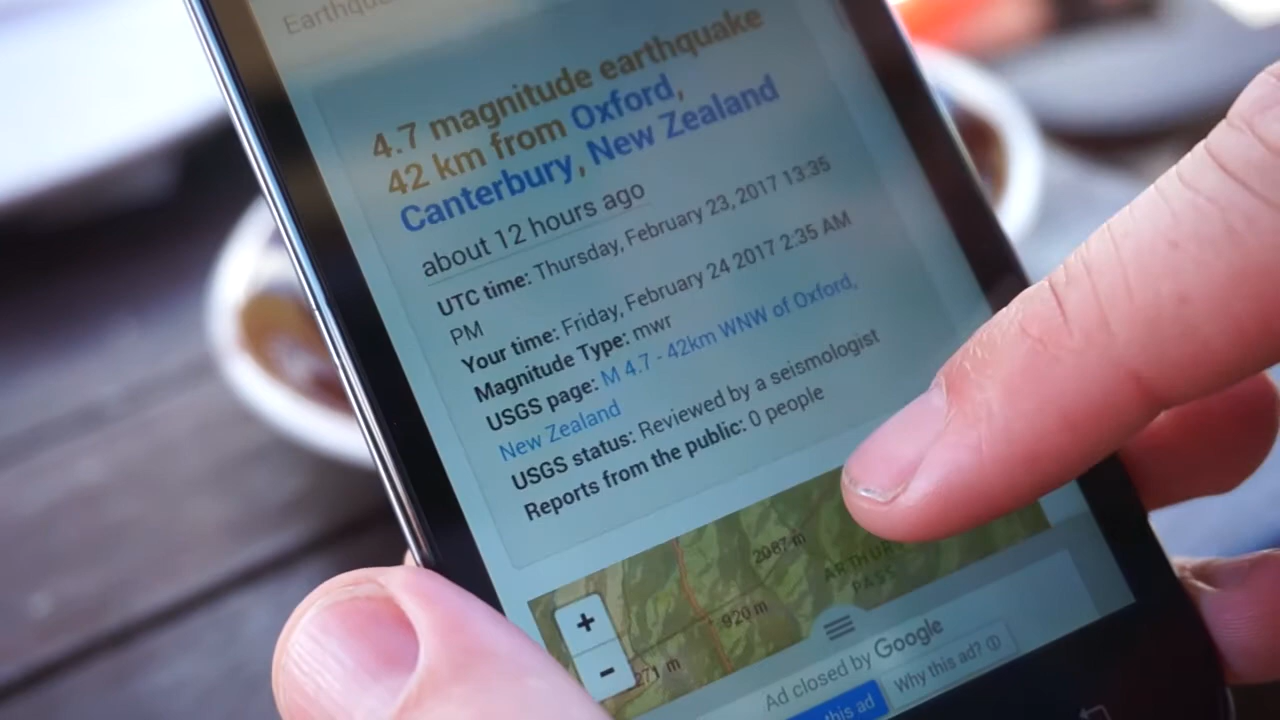 4.7 magnitude earthquake
42 km from Oxford,
Canterbury, New Zealand
about 12 hours ago
UTC time: Thursday, February 23, 2017 13:35
PM
Your time: Friday, February 24 2017 2:35 AM
Magnitude Type: mwr
USGS page: M 4.7 - 42km WNW of Oxford,
New Zealand
USGS status: Reviewed by a seismologist
Reports from the public: 0 people
2087 m
PASS
920 m
+
-
271 m
Ad closed by Google
this ad
Why this ad?